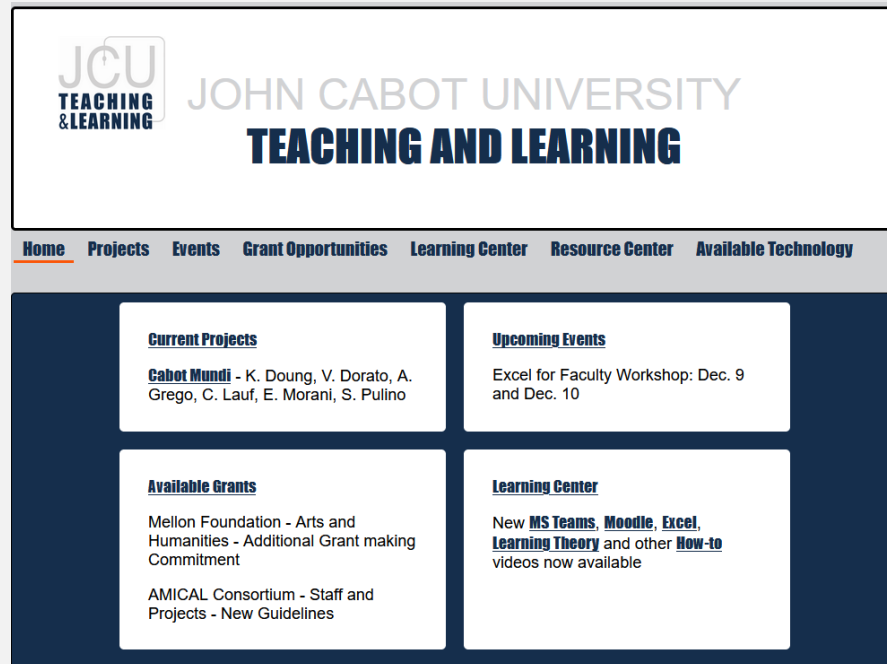 JCU
TEACHING
&LEARNING
JOHN CABOT UNIVERSITY
TEACHING AND LEARNING
Home Projects Events Grant Opportunities Learning Center Resource Center Available Technology
Current Projects
Cabot Mundi - K. Doung, V. Dorato, A.
Grego, C. Lauf, E. Morani, S. Pulino
Upcoming Events
Excel for Faculty Workshop: Dec. 9
and Dec. 10
Available Grants
Mellon Foundation - Arts and
Humanities - Additional Grant making
Commitment
AMICAL Consortium - Staff and
Projects - New Guidelines
Learning Center
New MS Teams, Moodle, Excel,
Learning Theory and other How-to
videos now available